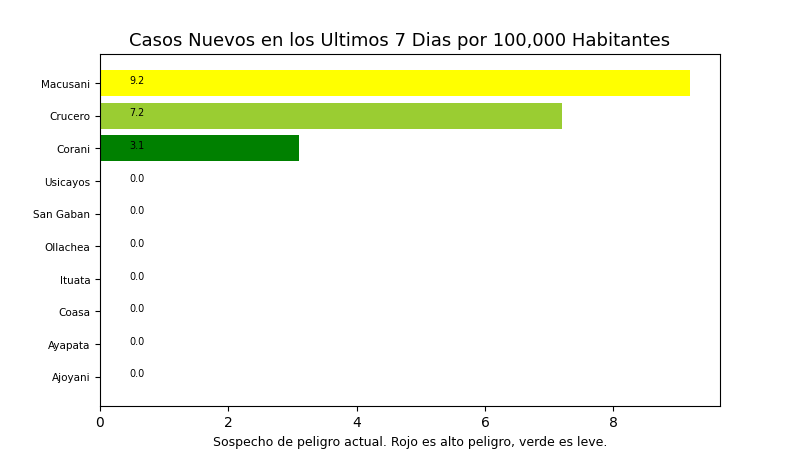 Casos Nuevos en los Ultimos 7 Dias por 100,000 Habitantes
Macusani 9.2
Crucero 7.2
Corani 3.1
Usicayos 0.0
San Gaban 0.0
Ollachea 0.0
Ituata 0.0
Coasa 0.0
Ayapata 0.0
Ajoyani 0.0
0 2 4 6 8
Sospecho de peligro actual. Rojo es alto peligro, verde es leve.